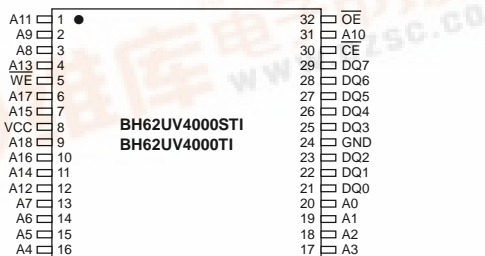 A11 1 32 OE
A9 2 31 A10
A8 3 30 CE
A13 4 29 DQ7
WE 5 28 DQ6
A17 6 27 DQ5
A15 7 26 DQ4
VCC 8 BH62UV4000STI 25 DQ3
A18 9 BH62UV4000TI 24 GND
A16 10 23 DQ2
A14 11 22 DQ1
A12 12 21 DQ0
A7 13 20 A0
A6 14 19 A1
A5 15 18 A2
A4 16 17 A3